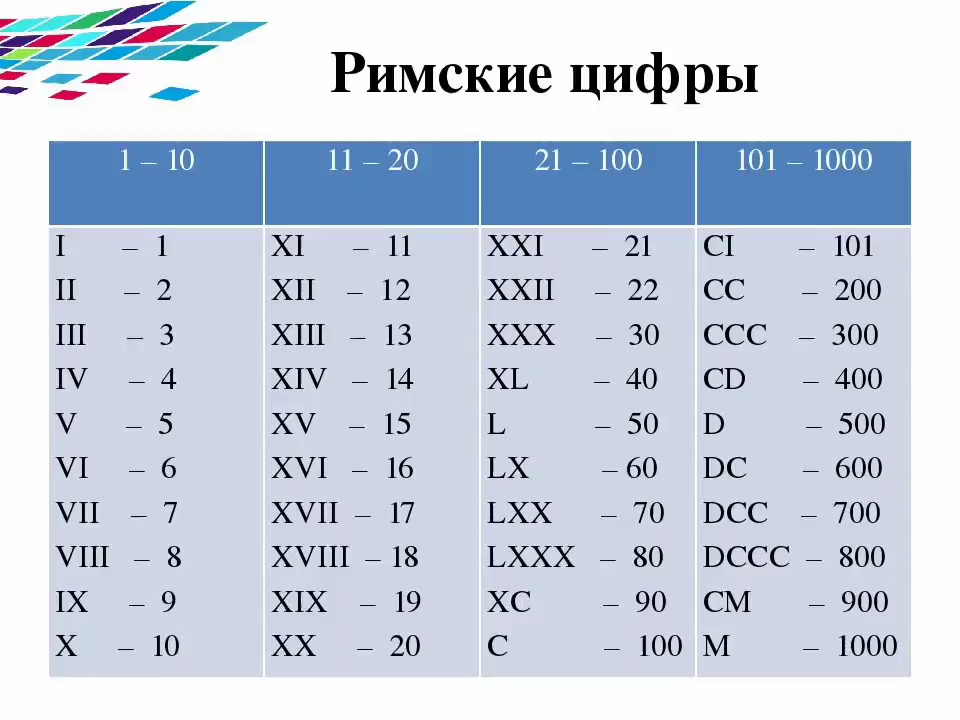 Римские цифры
1 – 10
11 – 20
21 – 100
101 – 1000
I – 1
II – 2
III – 3
IV – 4
V – 5
VI – 6
VII – 7
VIII – 8
IX – 9
X – 10
XI – 11
XII – 12
XIII – 13
XIV – 14
XV – 15
XVI – 16
XVII – 17
XVIII – 18
XIX – 19
XX – 20
XXI – 21
XXII – 22
XXX – 30
XL – 40
L – 50
LX – 60
LXX – 70
LXXX – 80
XC – 90
C – 100
CI – 101
CC – 200
CCC – 300
CD – 400
D – 500
DC – 600
DCC – 700
DCCC – 800
CM – 900
M – 1000